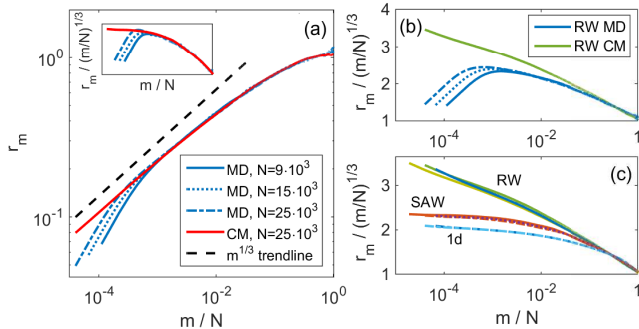 (a)
r_m / (m/N)^1/3
m / N
10^0
10^-1
r_m
MD, N=9·10^3
MD, N=15·10^3
MD, N=25·10^3
CM, N=25·10^3
m^1/3 trendline
10^-4
10^-2
10^0
m / N
(b)
RW MD
RW CM
4
3
2
1
r_m / (m/N)^1/3
10^-4
10^-2
1
(c)
RW
SAW
1d
3
2
1
r_m / (m/N)^1/3
10^-4
10^-2
1
m / N